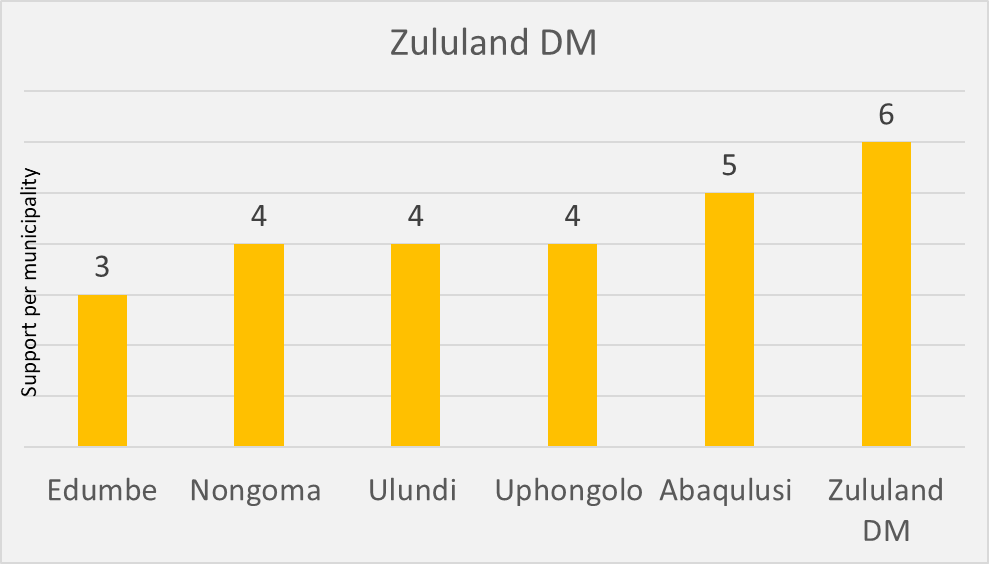 Zululand DM
Support per municipality
3
4
4
4
5
6
Edumbe
Nongoma
Ulundi
Uphongolo
Abaqulusi
Zululand
DM